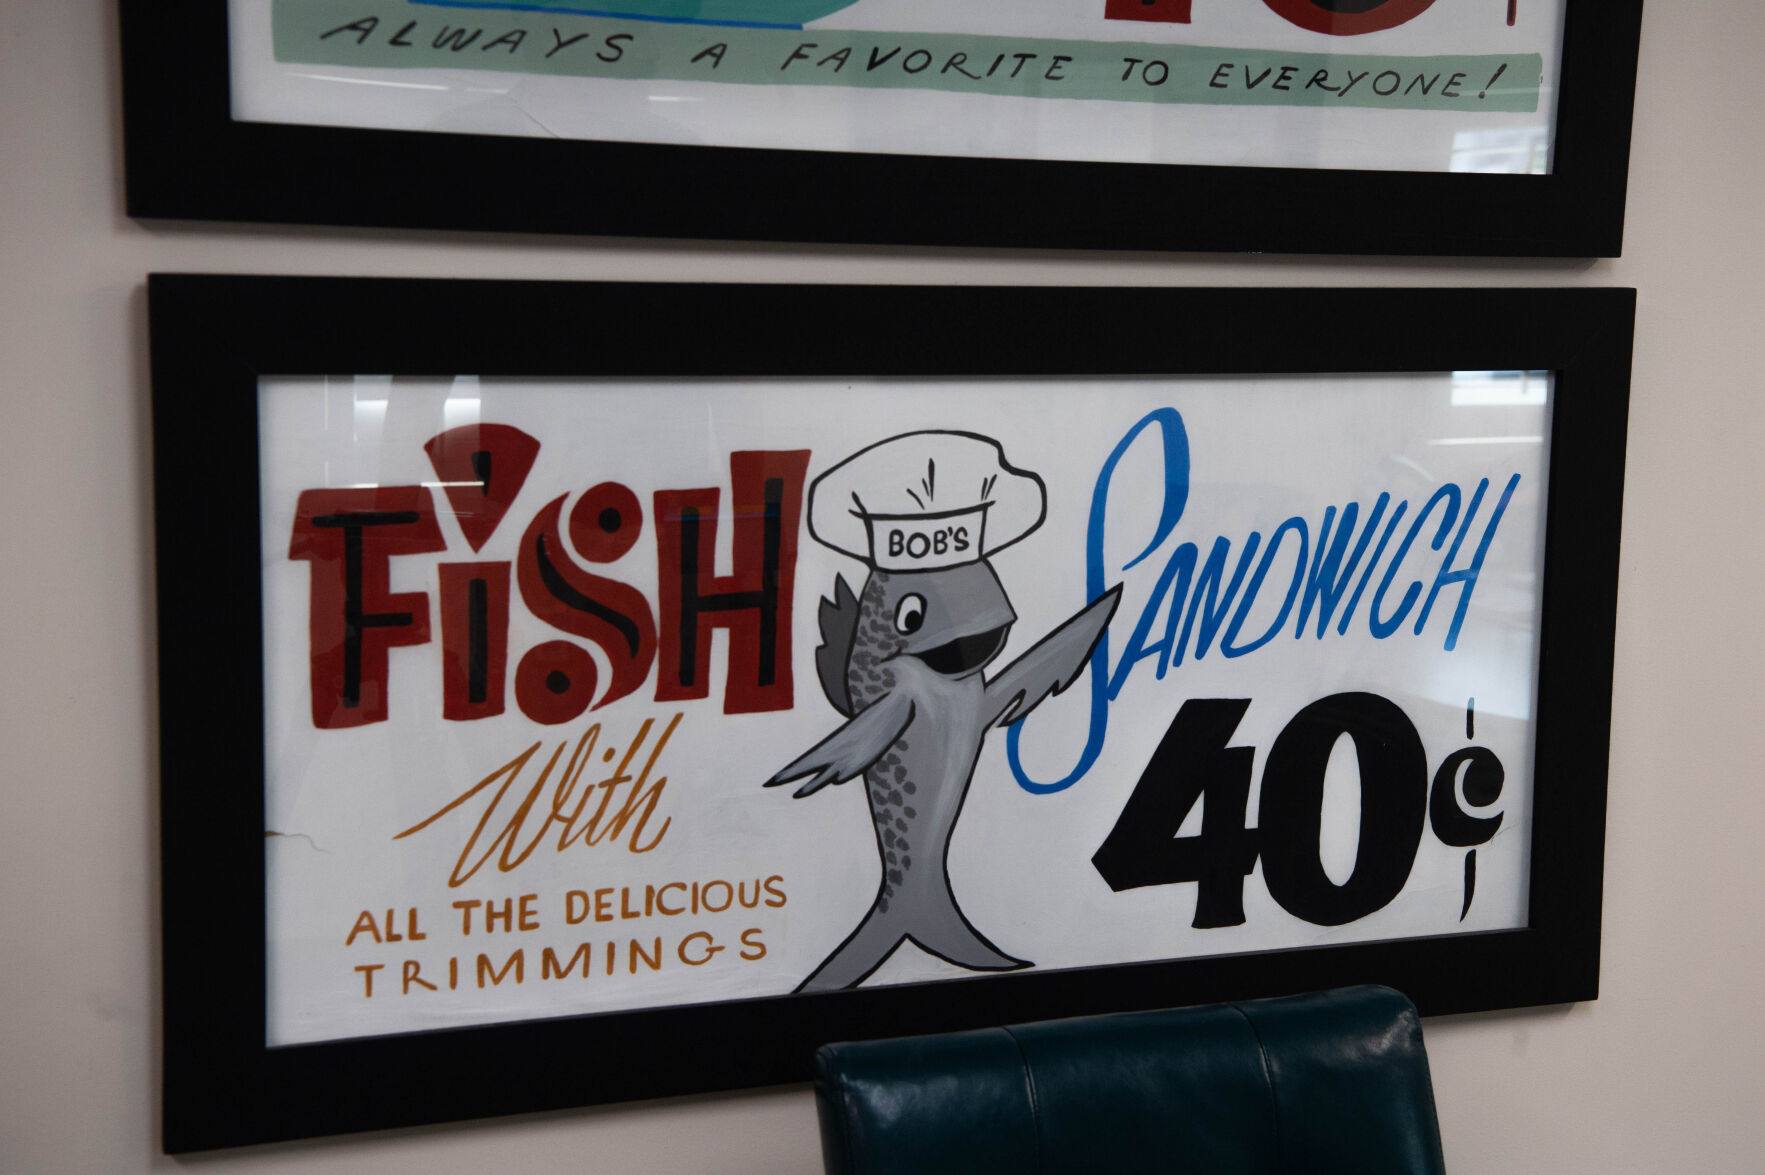 ALWAYS A FAVORITE TO EVERYONE!
FISH
BOB'S
SANDWICH
40¢
With
ALL THE DELICIOUS
TRIMMINGS